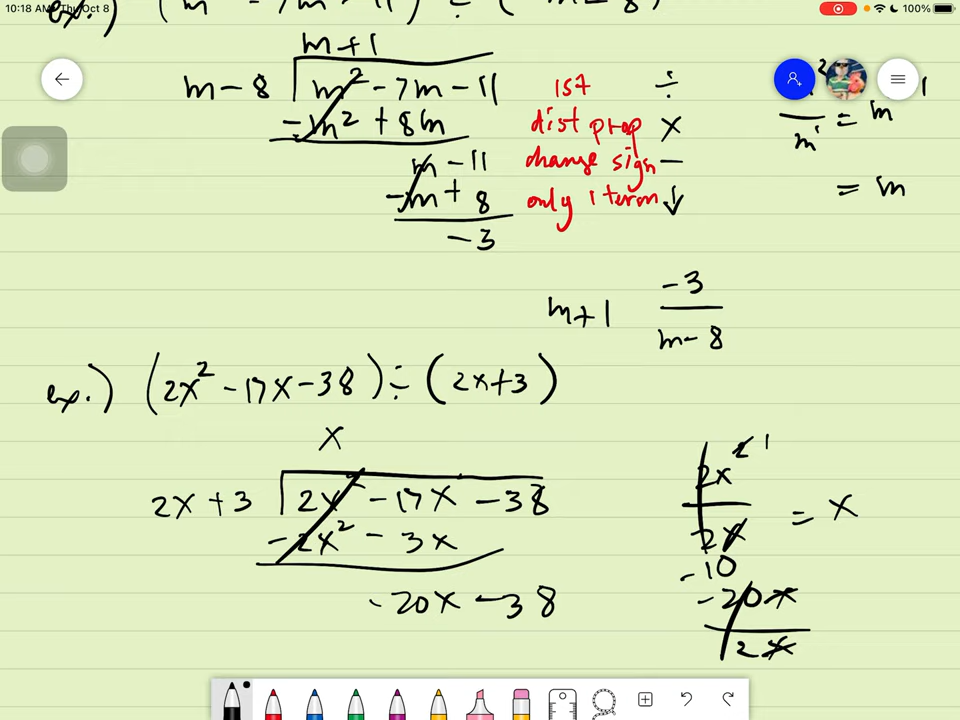 10:18 AM Thu Oct 8 100%
m+1
m-8 m² -7m -11 1st ÷
-m² +8m dist prop x
m -11 change sign -
-m + 8 only 1 term ↓
-3
m¹ = m
= m
m+1 -3
m-8
ex.) (2x² -17x -38) ÷ (2x+3)
x
2x+3 2x² -17x -38
-2x² - 3x
-20x -38
2x² 1
2x = x
-10
-20x
2x